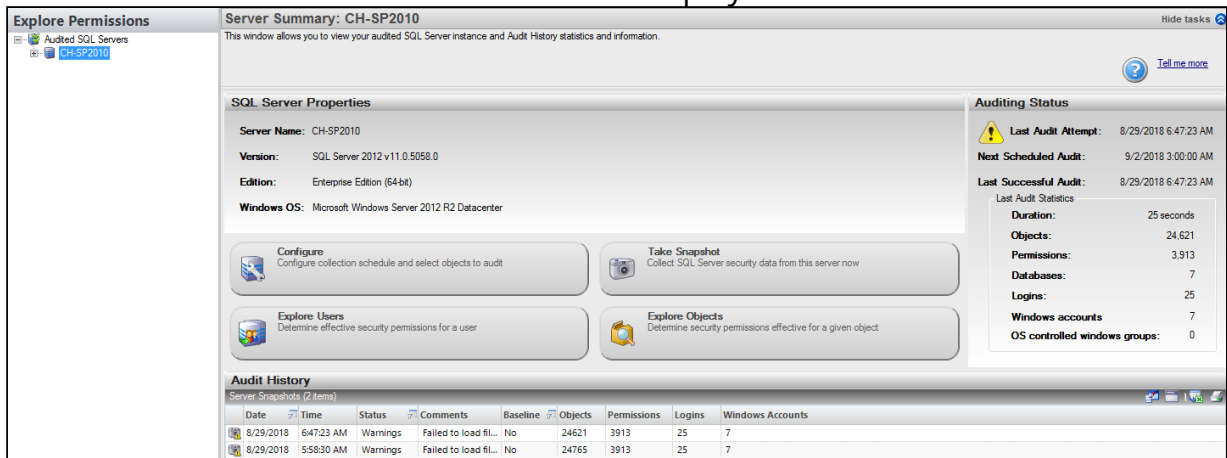 Explore Permissions
Audited SQL Servers
CH-SP2010
Server Summary: CH-SP2010
Hide tasks
This window allows you to view your audited SQL Server instance and Audit History statistics and information.
Tell me more
SQL Server Properties
Server Name: CH-SP2010
Version: SQL Server 2012 v11.0.5058.0
Edition: Enterprise Edition (64-bit)
Windows OS: Microsoft Windows Server 2012 R2 Datacenter
Auditing Status
Last Audit Attempt: 8/29/2018 6:47:23 AM
Next Scheduled Audit: 9/2/2018 3:00:00 AM
Last Successful Audit: 8/29/2018 6:47:23 AM
Last Audit Statistics
Duration: 25 seconds
Objects: 24,621
Permissions: 3,913
Databases: 7
Logins: 25
Windows accounts 7
OS controlled windows groups: 0
Configure
Configure collection schedule and select objects to audit
Take Snapshot
Collect SQL Server security data from this server now
Explore Users
Determine effective security permissions for a user
Explore Objects
Determine security permissions effective for a given object
Audit History
Server Snapshots (2 items)
Date Time Status Comments Baseline Objects Permissions Logins Windows Accounts
8/29/2018 6:47:23 AM Warnings Failed to load fil... No 24621 3913 25 7
8/29/2018 5:58:30 AM Warnings Failed to load fil... No 24765 3913 25 7